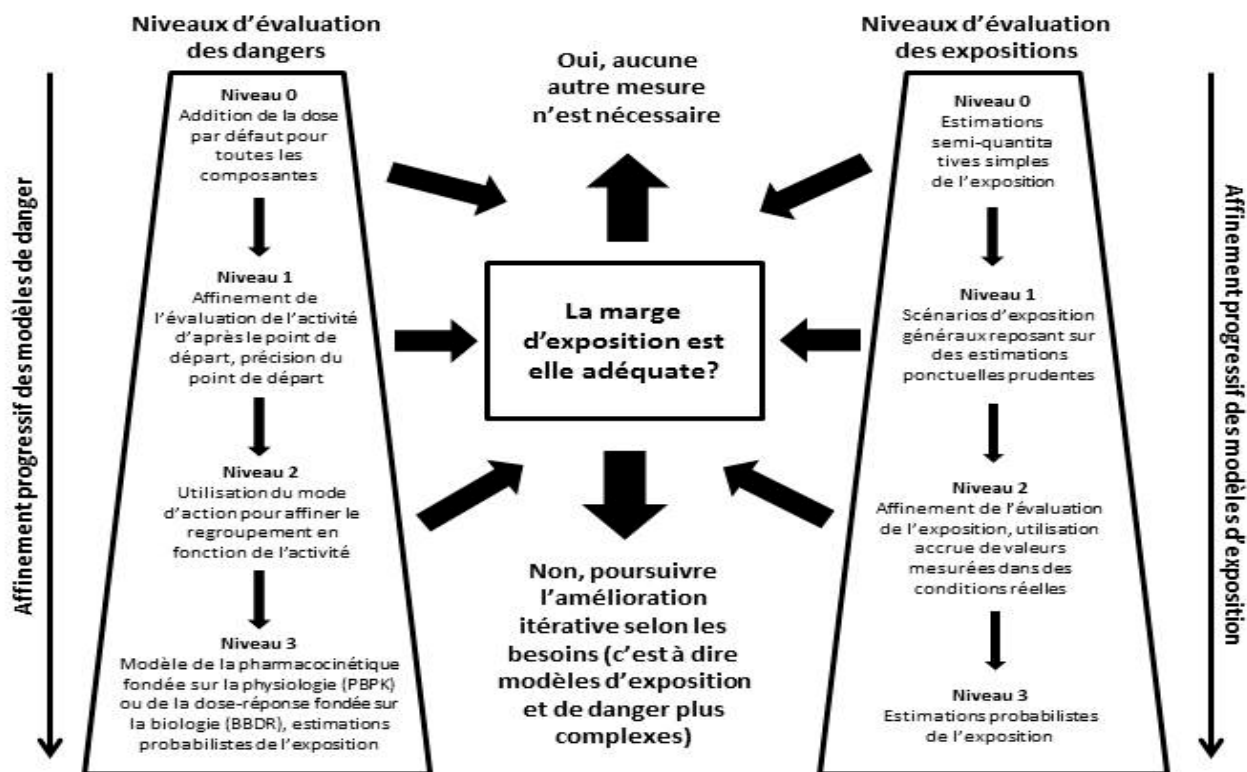 Niveaux d’évaluation
des dangers
Affinement progressif des modèles de danger
Niveau 0
Addition de la dose
par défaut pour
toutes les
composantes
Niveau 1
Affinement de
l’évaluation de l’activité
d’après le point de
départ, précision du
point de départ
Niveau 2
Utilisation du mode
d’action pour affiner le
regroupement en
fonction de l’activité
Niveau 3
Modèle de la pharmacocinétique
fondée sur la physiologie (PBPK)
ou de la dose-réponse fondée sur
la biologie (BBDR), estimations
probabilistes de l’exposition
Oui, aucune
autre mesure
n’est nécessaire
La marge
d’exposition est
elle adéquate?
Non, poursuivre
l’amélioration
itérative selon les
besoins (c’est à dire
modèles d’exposition
et de danger plus
complexes)
Niveaux d’évaluation
des expositions
Niveau 0
Estimations
semi-quantita
tives simples
de l’exposition
Niveau 1
Scénarios d’exposition
généraux reposant sur
des estimations
ponctuelles prudentes
Niveau 2
Affinement de l’évaluation
de l’exposition, utilisation
accrue de valeurs
mesurées dans des
conditions réelles
Niveau 3
Estimations probabilistes
de l’exposition
Affinement progressif des modèles d’exposition